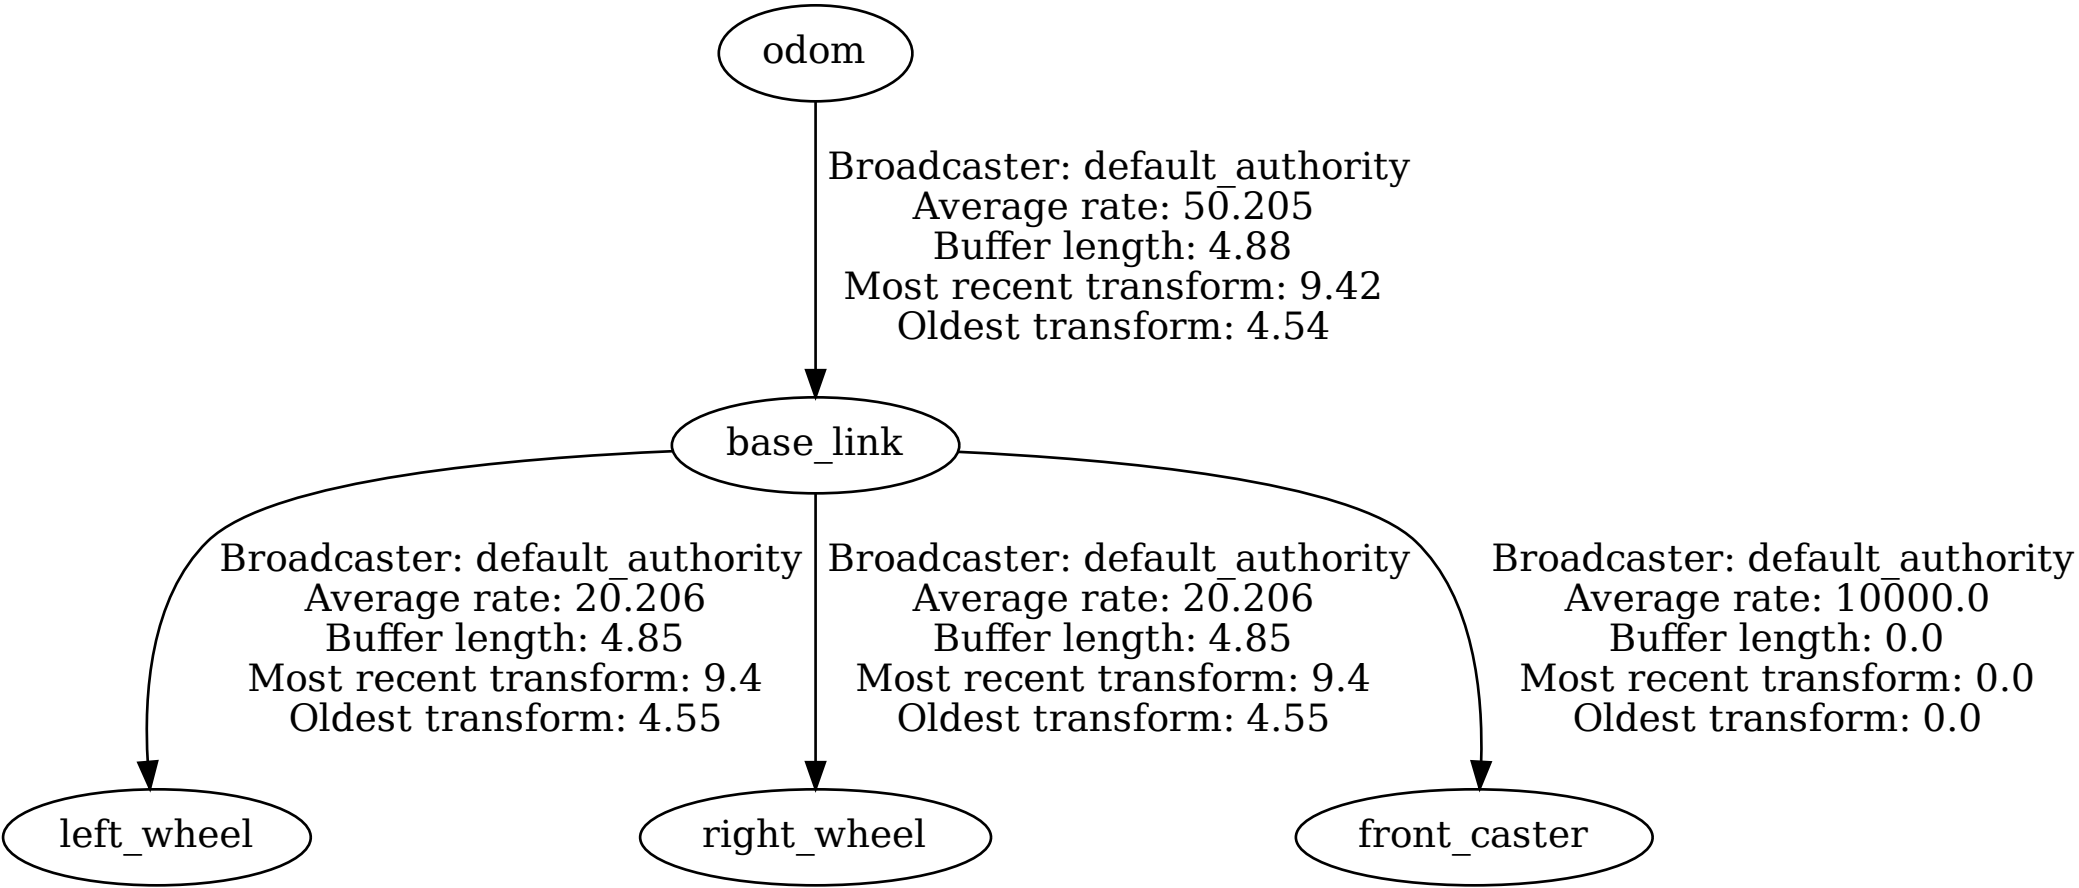 odom
Broadcaster: default_authority
Average rate: 50.205
Buffer length: 4.88
Most recent transform: 9.42
Oldest transform: 4.54
base_link
Broadcaster: default_authority
Average rate: 20.206
Buffer length: 4.85
Most recent transform: 9.4
Oldest transform: 4.55
Broadcaster: default_authority
Average rate: 20.206
Buffer length: 4.85
Most recent transform: 9.4
Oldest transform: 4.55
Broadcaster: default_authority
Average rate: 10000.0
Buffer length: 0.0
Most recent transform: 0.0
Oldest transform: 0.0
left_wheel
right_wheel
front_caster